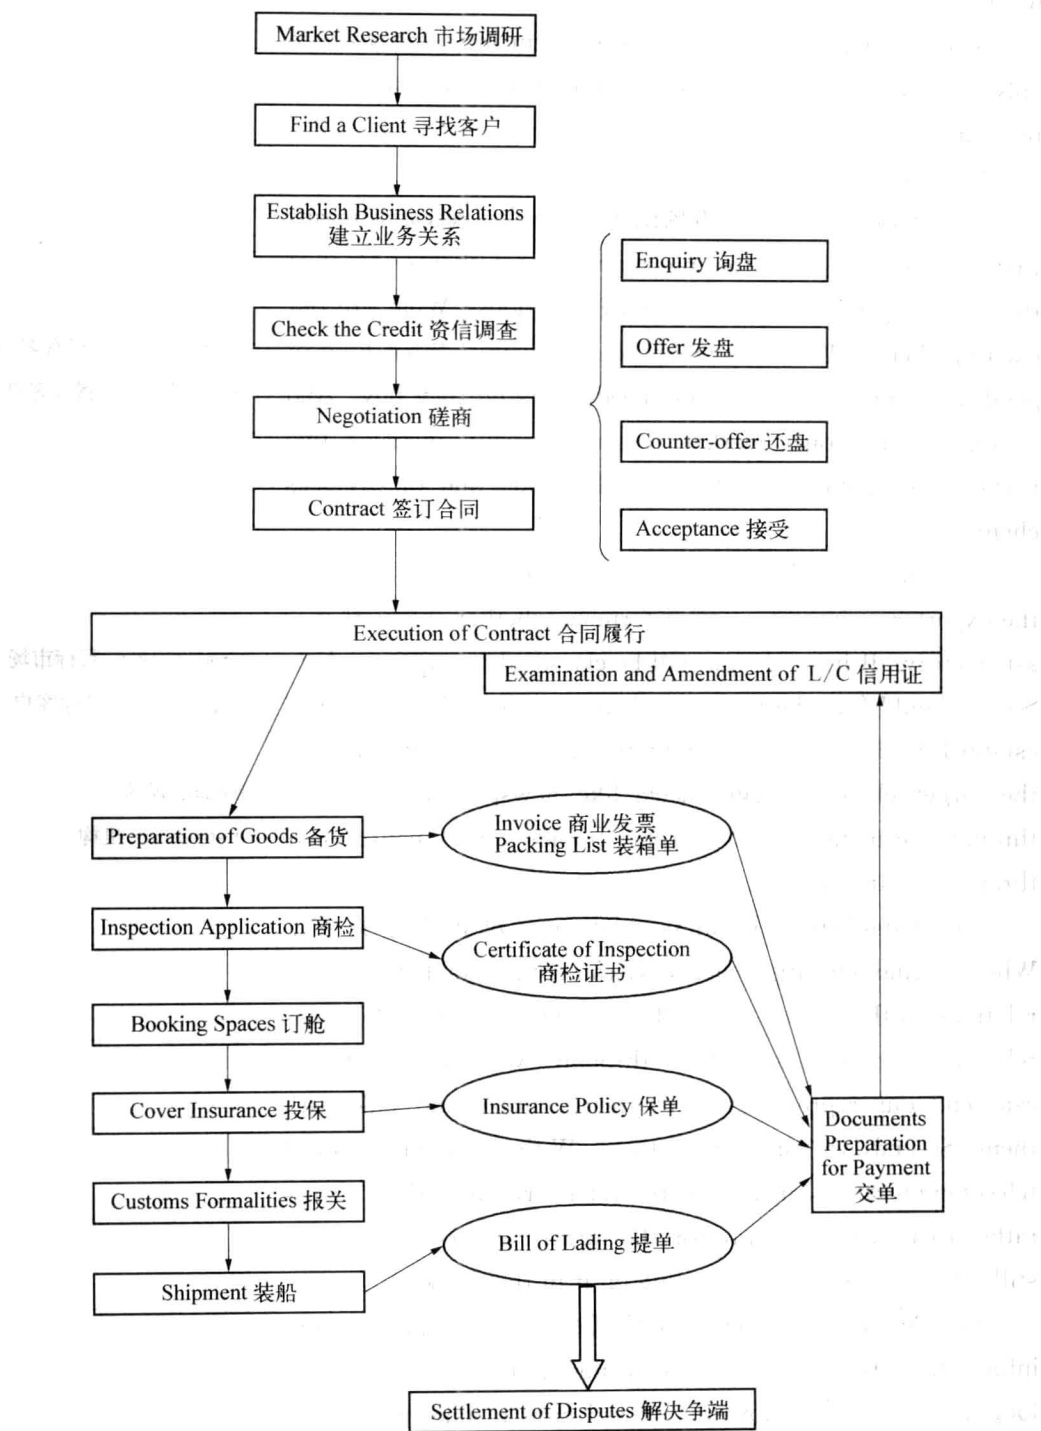 Market Research 市场调研
Find a Client 寻找客户
Establish Business Relations
建立业务关系
Check the Credit 资信调查
Negotiation 磋商
Contract 签订合同
Enquiry 询盘
Offer 发盘
Counter-offer 还盘
Acceptance 接受
Execution of Contract 合同履行
Examination and Amendment of L/C 信用证
Preparation of Goods 备货
Invoice 商业发票
Packing List 装箱单
Inspection Application 商检
Certificate of Inspection
商检证书
Booking Spaces 订舱
Cover Insurance 投保
Insurance Policy 保单
Documents
Preparation
for Payment
交单
Customs Formalities 报关
Shipment 装船
Bill of Lading 提单
Settlement of Disputes 解决争端